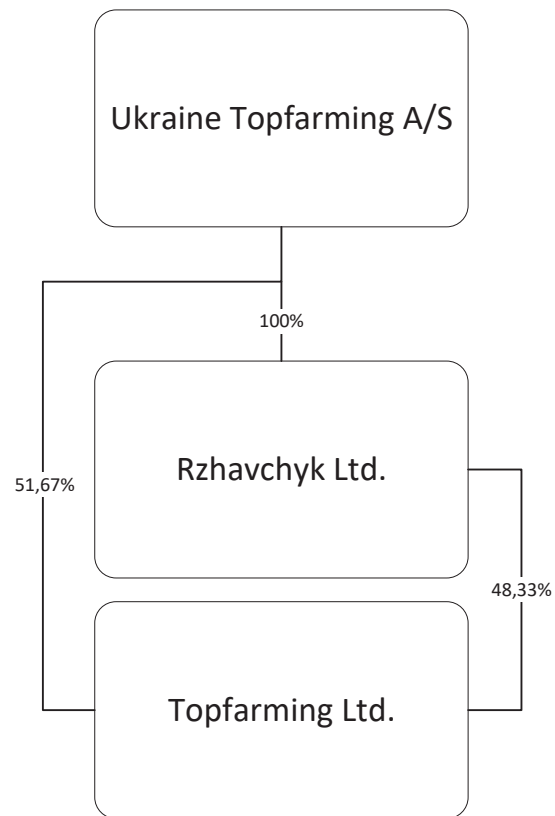 Ukraine Topfarming A/S
100%
Rzhavchyk Ltd.
51,67%
48,33%
Topfarming Ltd.